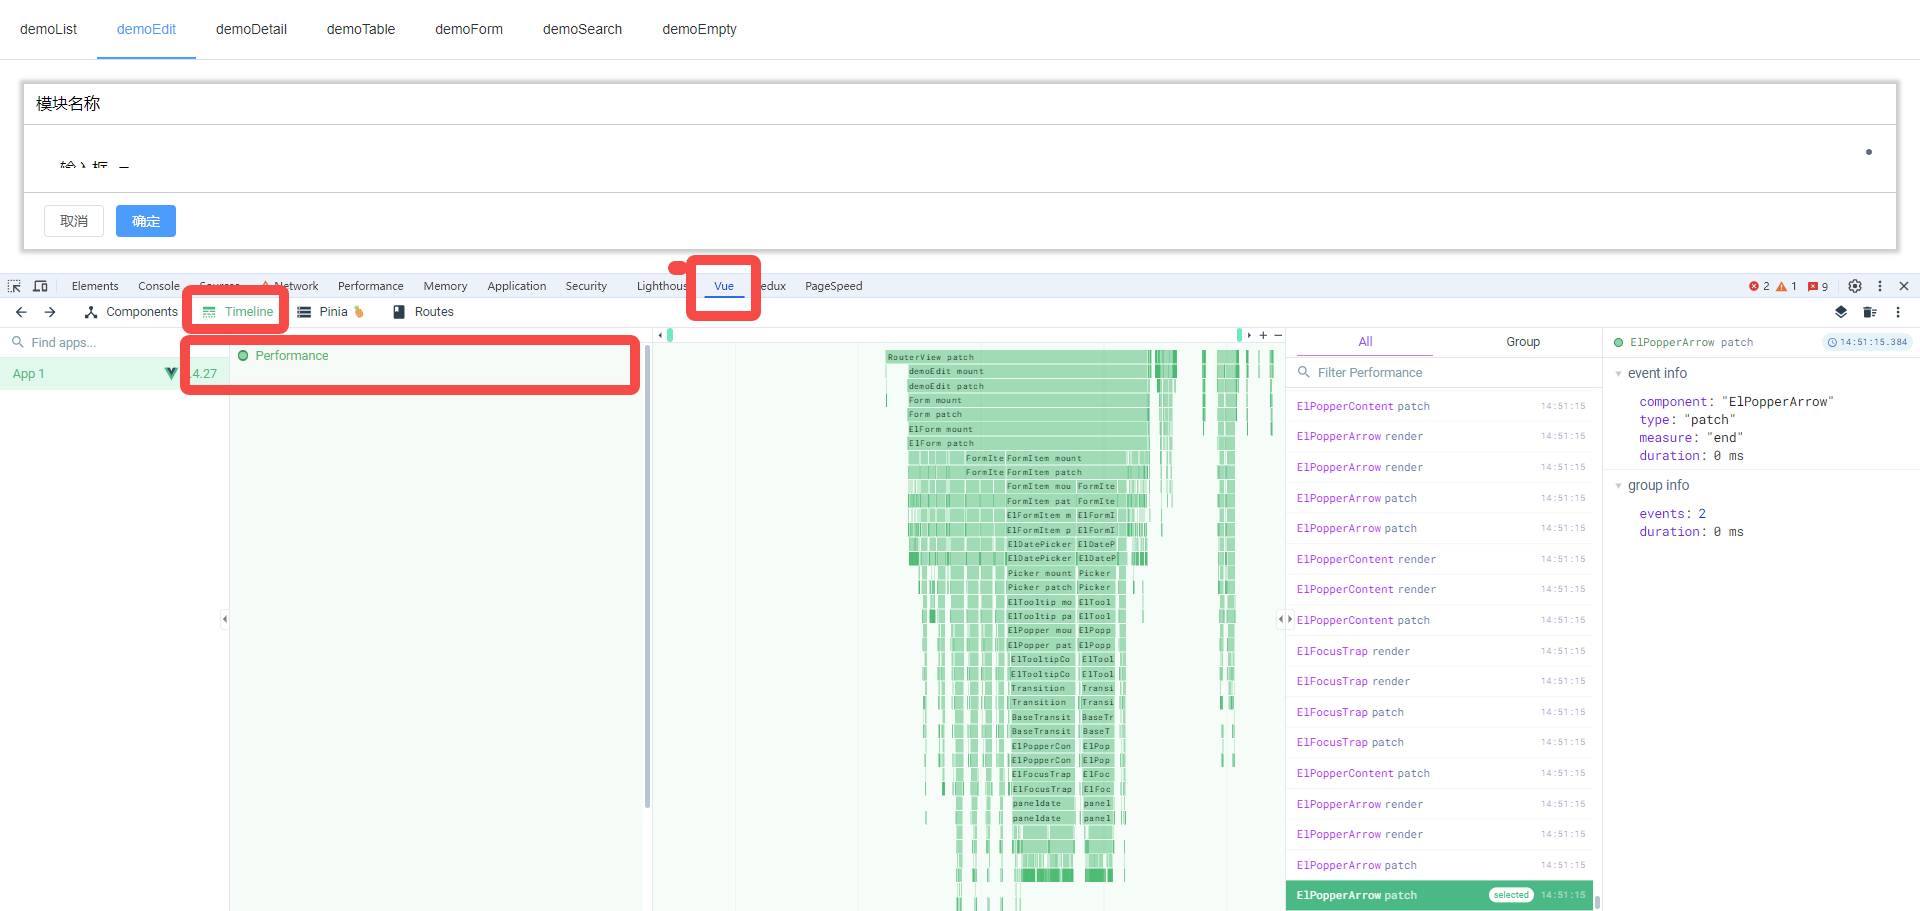 demoList demoEdit demoDetail demoTable demoForm demoSearch demoEmpty
模块名称
输入框
取消 确定
Elements Console Sources Network Performance Memory Application Security Lighthouse Vue Redux PageSpeed 2 1 9
Components Timeline Pinia 🍍 Routes
Find apps...
App 1 .4.27
Performance
RouterView patch
demoEdit mount
demoEdit patch
Form mount
Form patch
ElForm mount
ElForm patch
FormIte FormItem mount
FormIte FormItem patch
FormItem mou FormIte
FormItem pat FormIte
ElFormItem m ElFormI
ElFormItem p ElFormI
ElDatePicker ElDateP
ElDatePicker ElDateP
Picker mount Picker
Picker patch Picker
ElTooltip mo ElTool
ElTooltip pa ElTool
ElPopper mou ElPopp
ElPopper pat ElPopp
ElTooltipCo ElTool
ElTooltipCo ElTool
Transition Transi
Transition Transi
BaseTransit BaseTr
BaseTransit BaseT
ElPopperCon ElPop
ElPopperCon ElPop
ElFocusTrap ElFoc
ElFocusTrap ElFoc
paneldate panel
paneldate panel
All Group
Filter Performance
ElPopperContent patch 14:51:15
ElPopperArrow render 14:51:15
ElPopperArrow render 14:51:15
ElPopperArrow patch 14:51:15
ElPopperArrow patch 14:51:15
ElPopperContent render 14:51:15
ElPopperContent render 14:51:15
ElPopperContent patch 14:51:15
ElFocusTrap render 14:51:15
ElFocusTrap render 14:51:15
ElFocusTrap patch 14:51:15
ElFocusTrap patch 14:51:15
ElPopperContent patch 14:51:15
ElPopperArrow render 14:51:15
ElPopperArrow render 14:51:15
ElPopperArrow patch 14:51:15
ElPopperArrow patch selected 14:51:15
ElPopperArrow patch 14:51:15.384
event info
component: "ElPopperArrow"
type: "patch"
measure: "end"
duration: 0 ms
group info
events: 2
duration: 0 ms